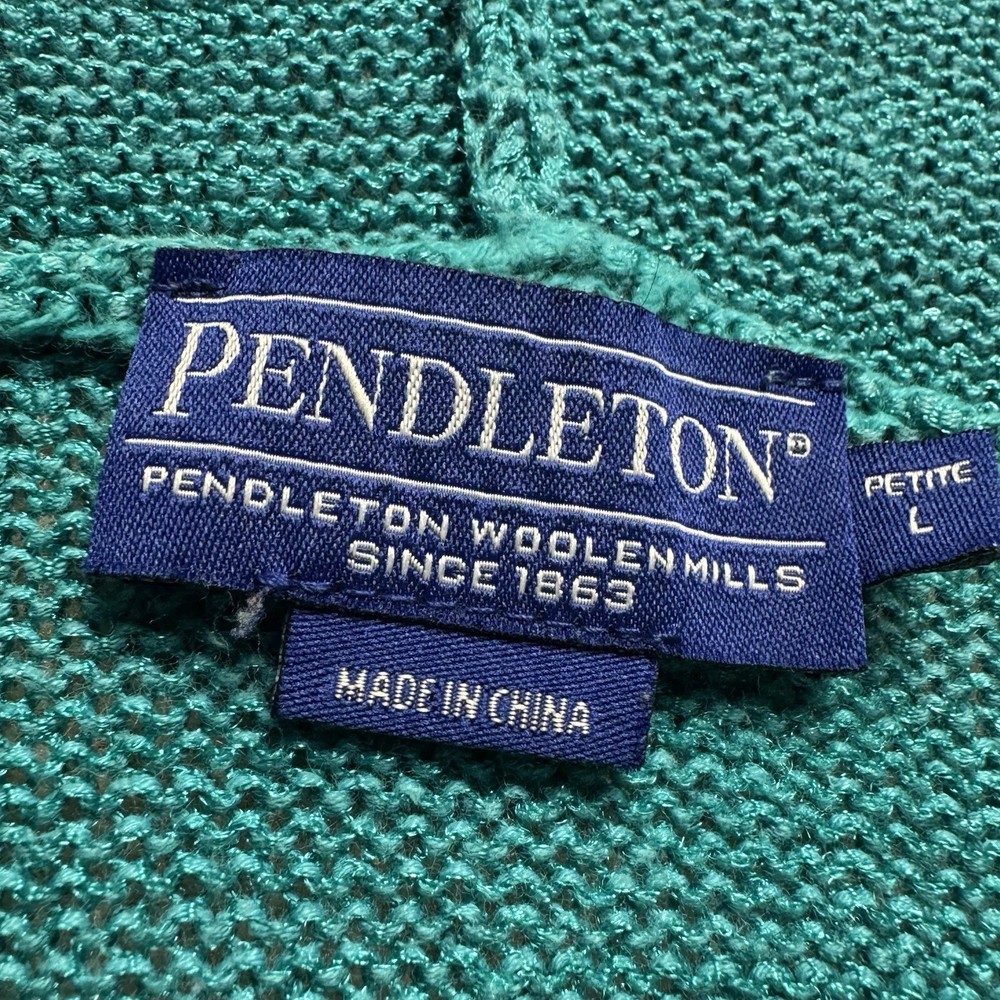 PENDLETON®
PENDLETON WOOLEN MILLS
SINCE 1863
PETITE
L
MADE IN CHINA